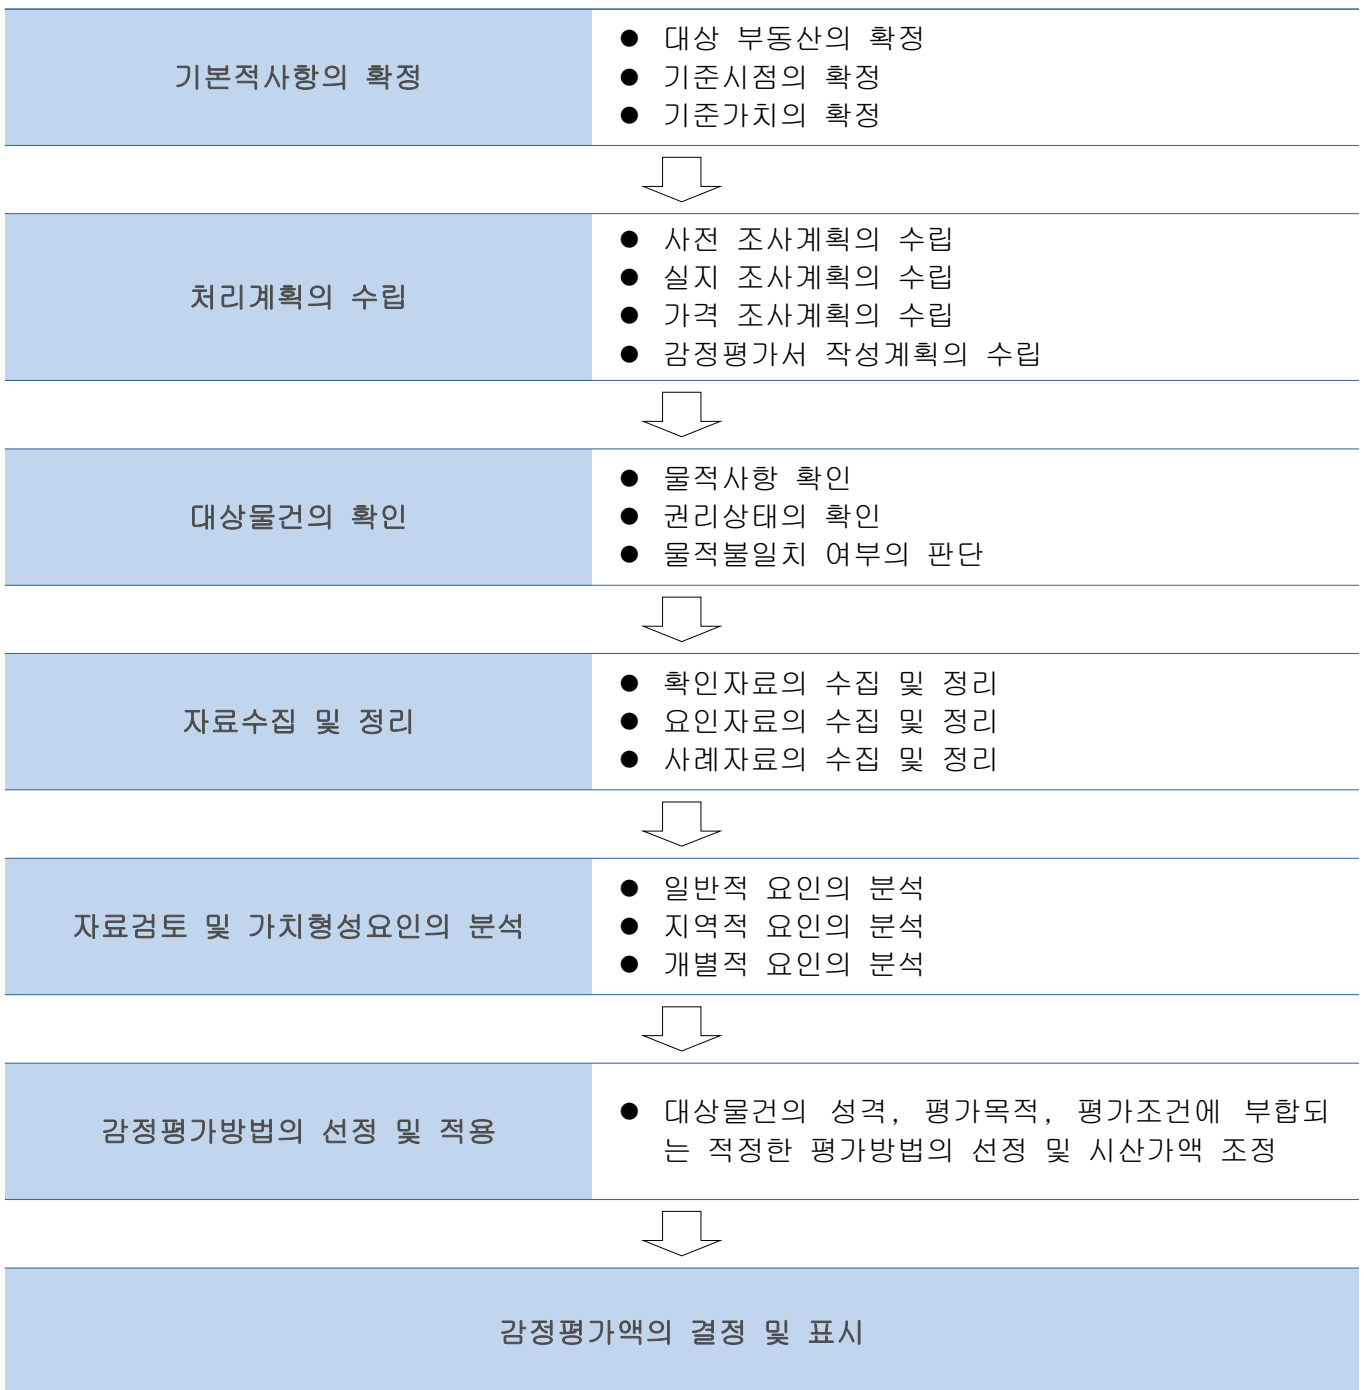 기본적사항의 확정
● 대상 부동산의 확정
● 기준시점의 확정
● 기준가치의 확정
처리계획의 수립
● 사전 조사계획의 수립
● 실지 조사계획의 수립
● 가격 조사계획의 수립
● 감정평가서 작성계획의 수립
대상물건의 확인
● 물적사항 확인
● 권리상태의 확인
● 물적불일치 여부의 판단
자료수집 및 정리
● 확인자료의 수집 및 정리
● 요인자료의 수집 및 정리
● 사례자료의 수집 및 정리
자료검토 및 가치형성요인의 분석
● 일반적 요인의 분석
● 지역적 요인의 분석
● 개별적 요인의 분석
감정평가방법의 선정 및 적용
● 대상물건의 성격, 평가목적, 평가조건에 부합되
는 적정한 평가방법의 선정 및 시산가액 조정
감정평가액의 결정 및 표시